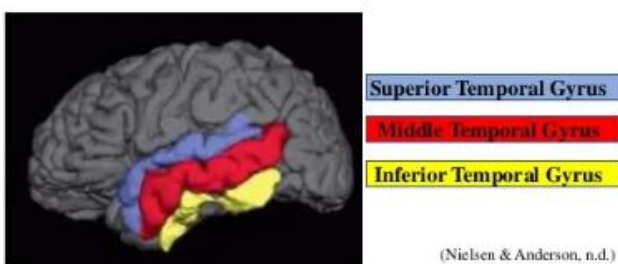 Superior Temporal Gyrus
Middle Temporal Gyrus
Inferior Temporal Gyrus
(Nielsen & Anderson, n.d.)